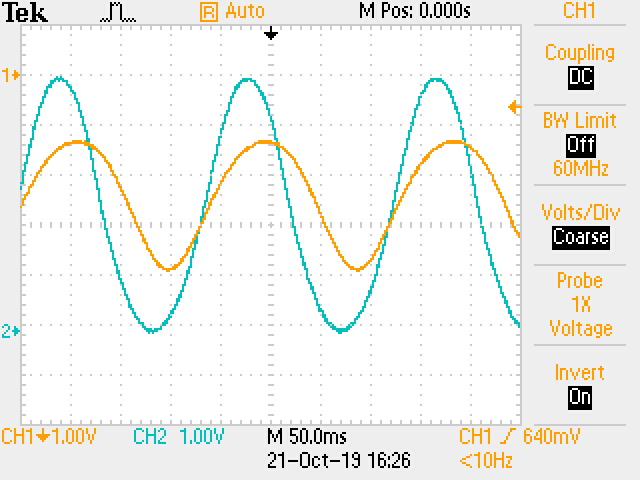 Tek R Auto M Pos: 0.000s CH1
Coupling
DC
BW Limit
Off
60MHz
Volts/Div
Coarse
Probe
1X
Voltage
Invert
On
1
2
CH1 1.00V CH2 1.00V M 50.0ms CH1 640mV
21-Oct-19 16:26 <10Hz